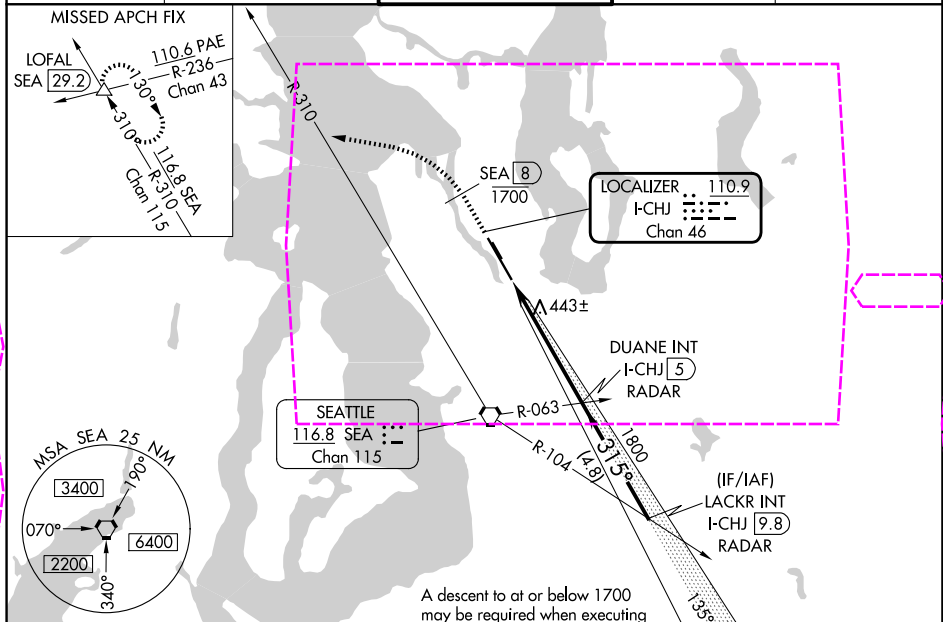 MISSED APCH FIX
LOFAL
SEA 29.2
110.6 PAE
R-236
Chan 43
130°
310°
116.8 SEA
R-310
Chan 115
R-310
SEA 8
1700
LOCALIZER 110.9
I-CHJ
Chan 46
443±
DUANE INT
I-CHJ 5
RADAR
SEATTLE
116.8 SEA
Chan 115
R-063
R-104
(4.8)
315°
1800
(IF/IAF)
LACKR INT
I-CHJ 9.8
RADAR
135°
MSA SEA 25 NM
3400
190°
070°
6400
2200
340°
A descent to at or below 1700
may be required when executing